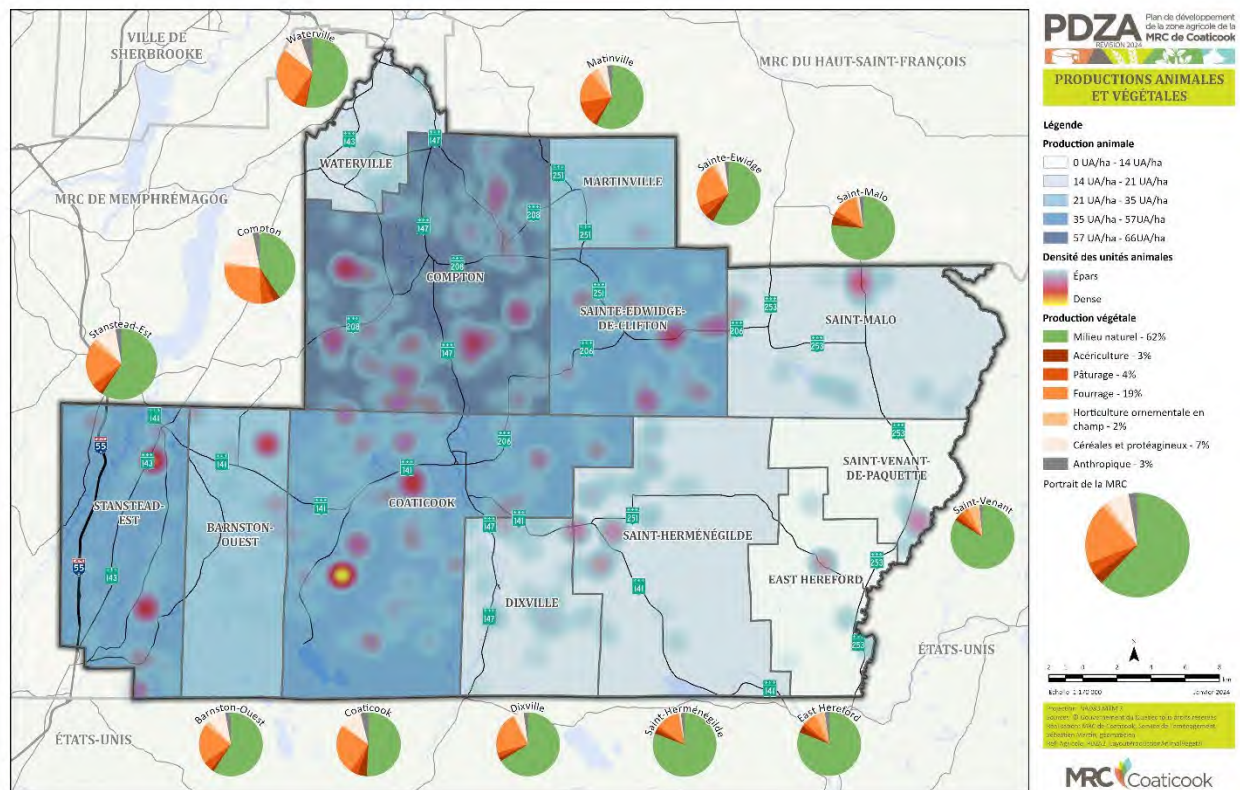 VILLE DE
SHERBROOKE
Waterville
Matinville
MRC DU HAUT-SAINT-FRANÇOIS
143
147
WATERVILLE
251
MARTINVILLE
Sainte-Ewidge
Saint-Malo
MRC DE MEMPHRÉMAGOG
147
208
251
Compton
208
COMPTON
251
SAINTE-EDWIDGE-
DE-CLIFTON
253
SAINT-MALO
208
147
206
206
253
Stanstead-Est
141
206
253
55
143
141
141
COATICOOK
SAINT-VENANT-
DE-PAQUETTE
STANSTEAD-
EST
BARNSTON-
OUEST
141
147
141
251
SAINT-HERMÉNÉGILDE
Saint-Venant
55
143
253
EAST HEREFORD
141
DIXVILLE
147
253
ÉTATS-UNIS
141
Barnston-Ouest
Coaticook
Dixville
Saint-Herménégilde
East Hereford
ÉTATS-UNIS
PDZA
RÉVISION 2024
Plan de développement
de la zone agricole de la
MRC de Coaticook
PRODUCTIONS ANIMALES
ET VÉGÉTALES
Légende
Production animale
0 UA/ha - 14 UA/ha
14 UA/ha - 21 UA/ha
21 UA/ha - 35 UA/ha
35 UA/ha - 57UA/ha
57 UA/ha - 66UA/ha
Densité des unités animales
Épars
Dense
Production végétale
Milieu naturel - 62%
Acériculture - 3%
Pâturage - 4%
Fourrage - 19%
Horticulture ornementale en
champ - 2%
Céréales et protéagineux - 7%
Anthropique - 3%
Portrait de la MRC
N
km
Échelle 1:170 000
Janvier 2024
MRC Coaticook